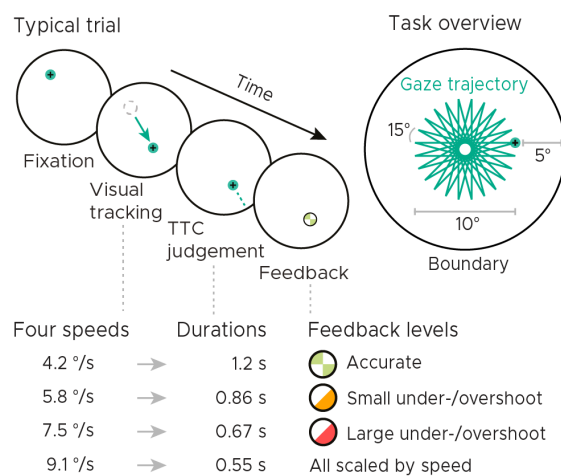 Typical trial
Task overview
Time
Gaze trajectory
15°
5°
10°
Boundary
Fixation
Visual
tracking
TTC
judgement
Feedback
Four speeds
Durations
Feedback levels
4.2 °/s
1.2 s
Accurate
5.8 °/s
0.86 s
Small under-/overshoot
7.5 °/s
0.67 s
Large under-/overshoot
9.1 °/s
0.55 s
All scaled by speed